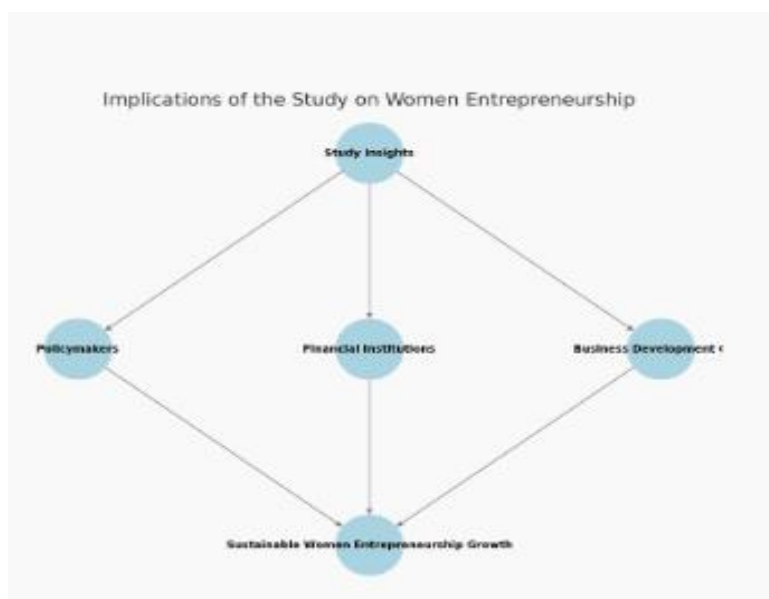 Implications of the Study on Women Entrepreneurship
Study Insights
Policymakers
Financial Institutions
Business Development
Sustainable Women Entrepreneurship Growth